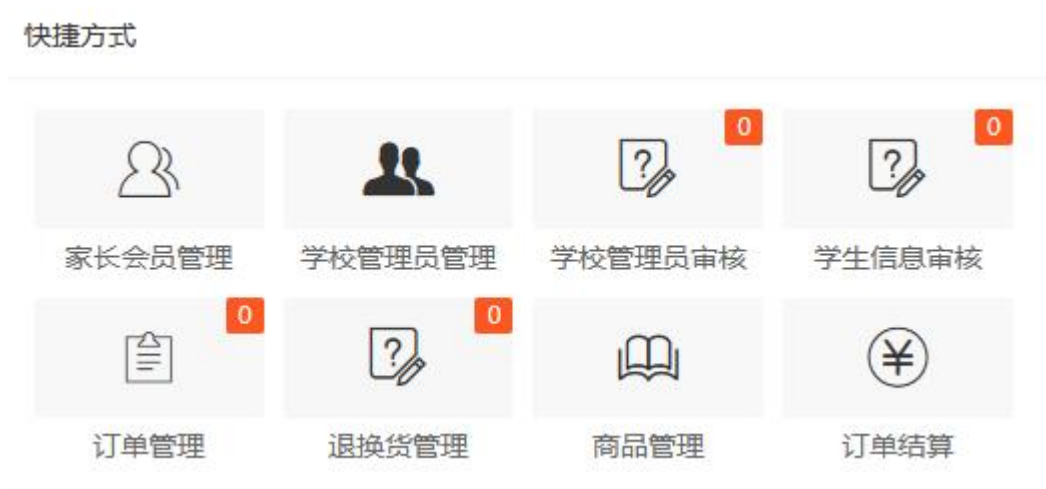 快捷方式
0 0
家长会员管理 学校管理员管理 学校管理员审核 学生信息审核
0 0
订单管理 退换货管理 商品管理 订单结算